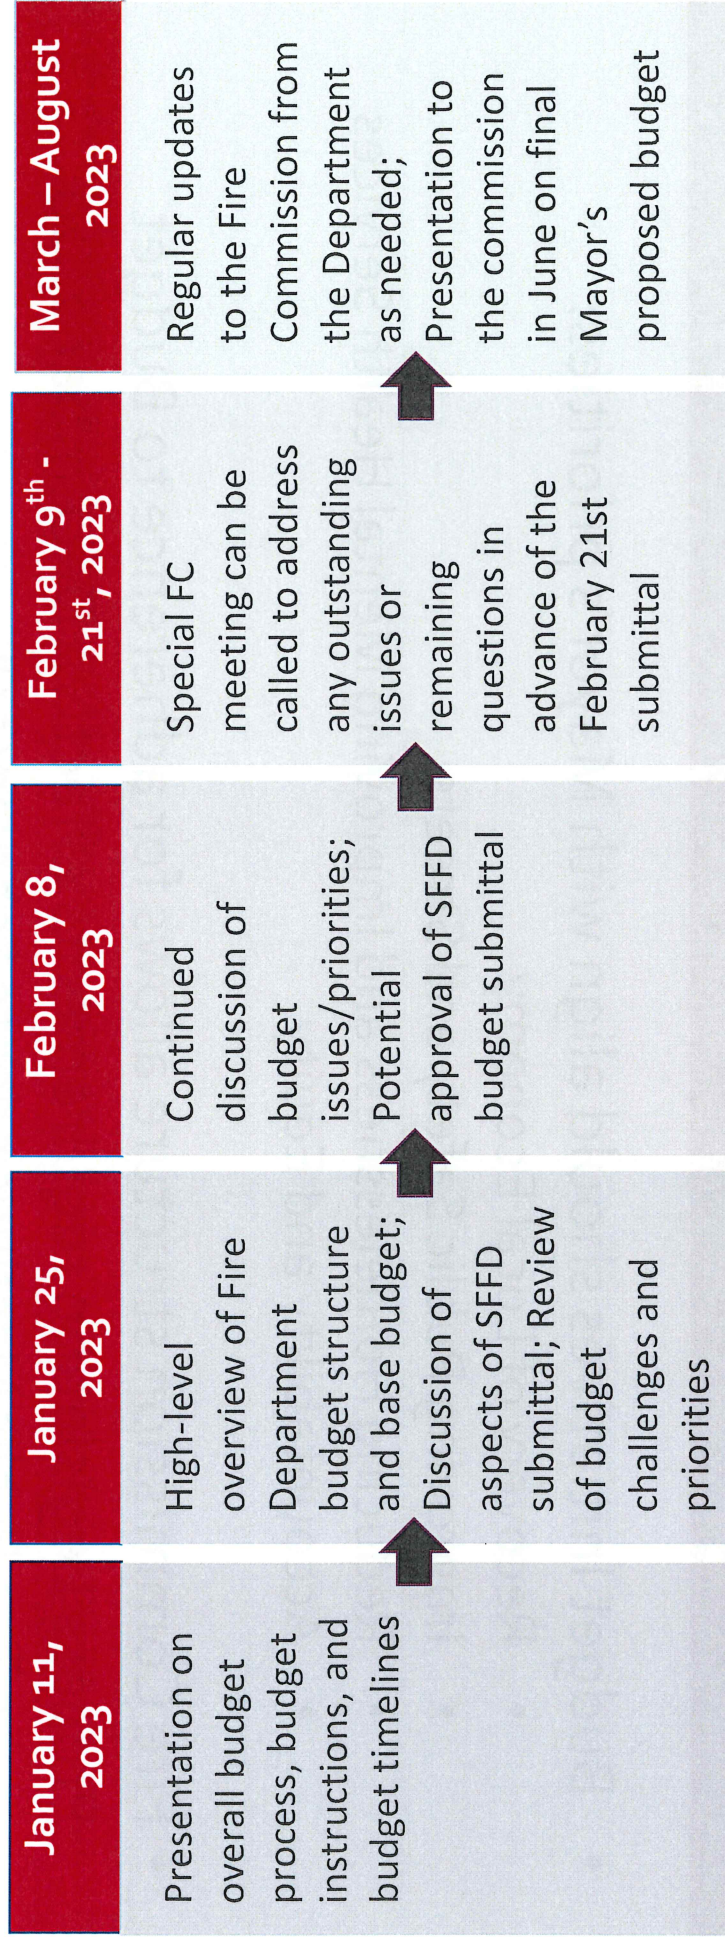 January 11,
2023
Presentation on
overall budget
process, budget
instructions, and
budget timelines
January 25,
2023
High-level
overview of Fire
Department
budget structure
and base budget;
Discussion of
aspects of SFFD
submittal; Review
of budget
challenges and
priorities
February 8,
2023
Continued
discussion of
budget
issues/priorities;
Potential
approval of SFFD
budget submittal
February 9th -
21st, 2023
Special FC
meeting can be
called to address
any outstanding
issues or
remaining
questions in
advance of the
February 21st
submittal
March – August
2023
Regular updates
to the Fire
Commission from
the Department
as needed;
Presentation to
the commission
in June on final
Mayor's
proposed budget